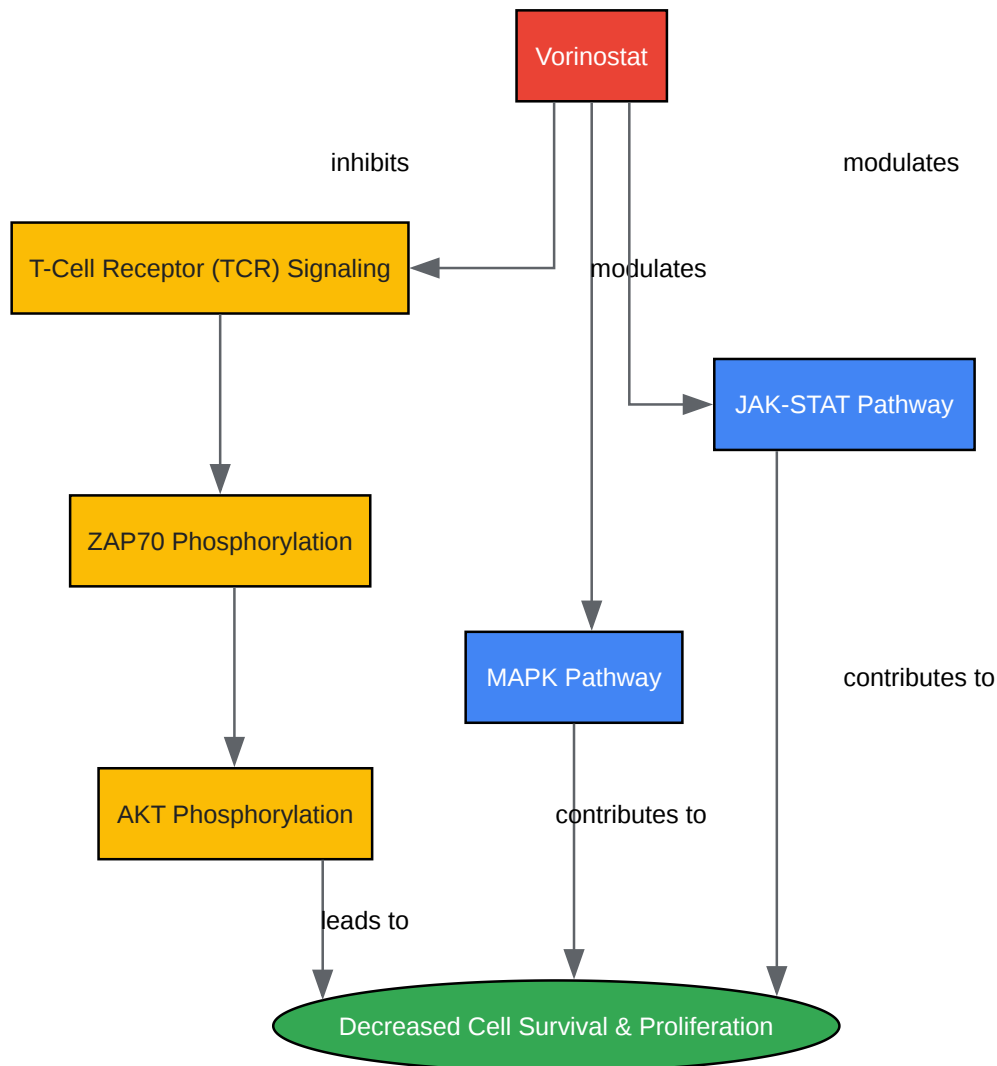 Vorinostat
inhibits
modulates
T-Cell Receptor (TCR) Signaling
modulates
JAK-STAT Pathway
ZAP70 Phosphorylation
MAPK Pathway
contributes to
AKT Phosphorylation
contributes to
leads to
Decreased Cell Survival & Proliferation